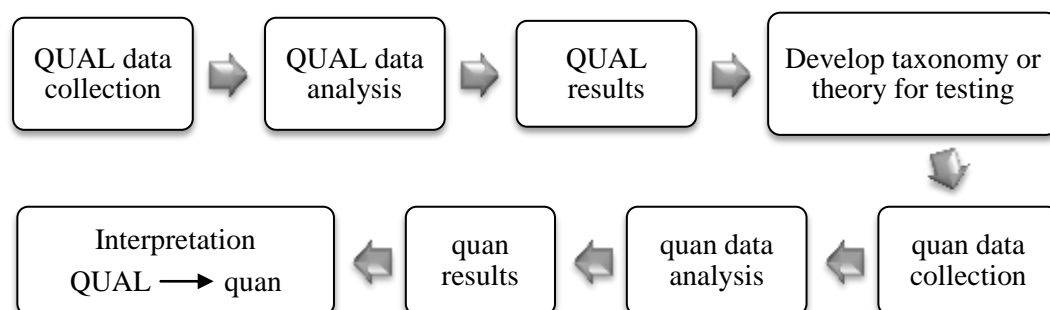 QUAL data
collection
QUAL data
analysis
QUAL
results
Develop taxonomy or
theory for testing
quan data
collection
quan data
analysis
quan
results
Interpretation
QUAL quan